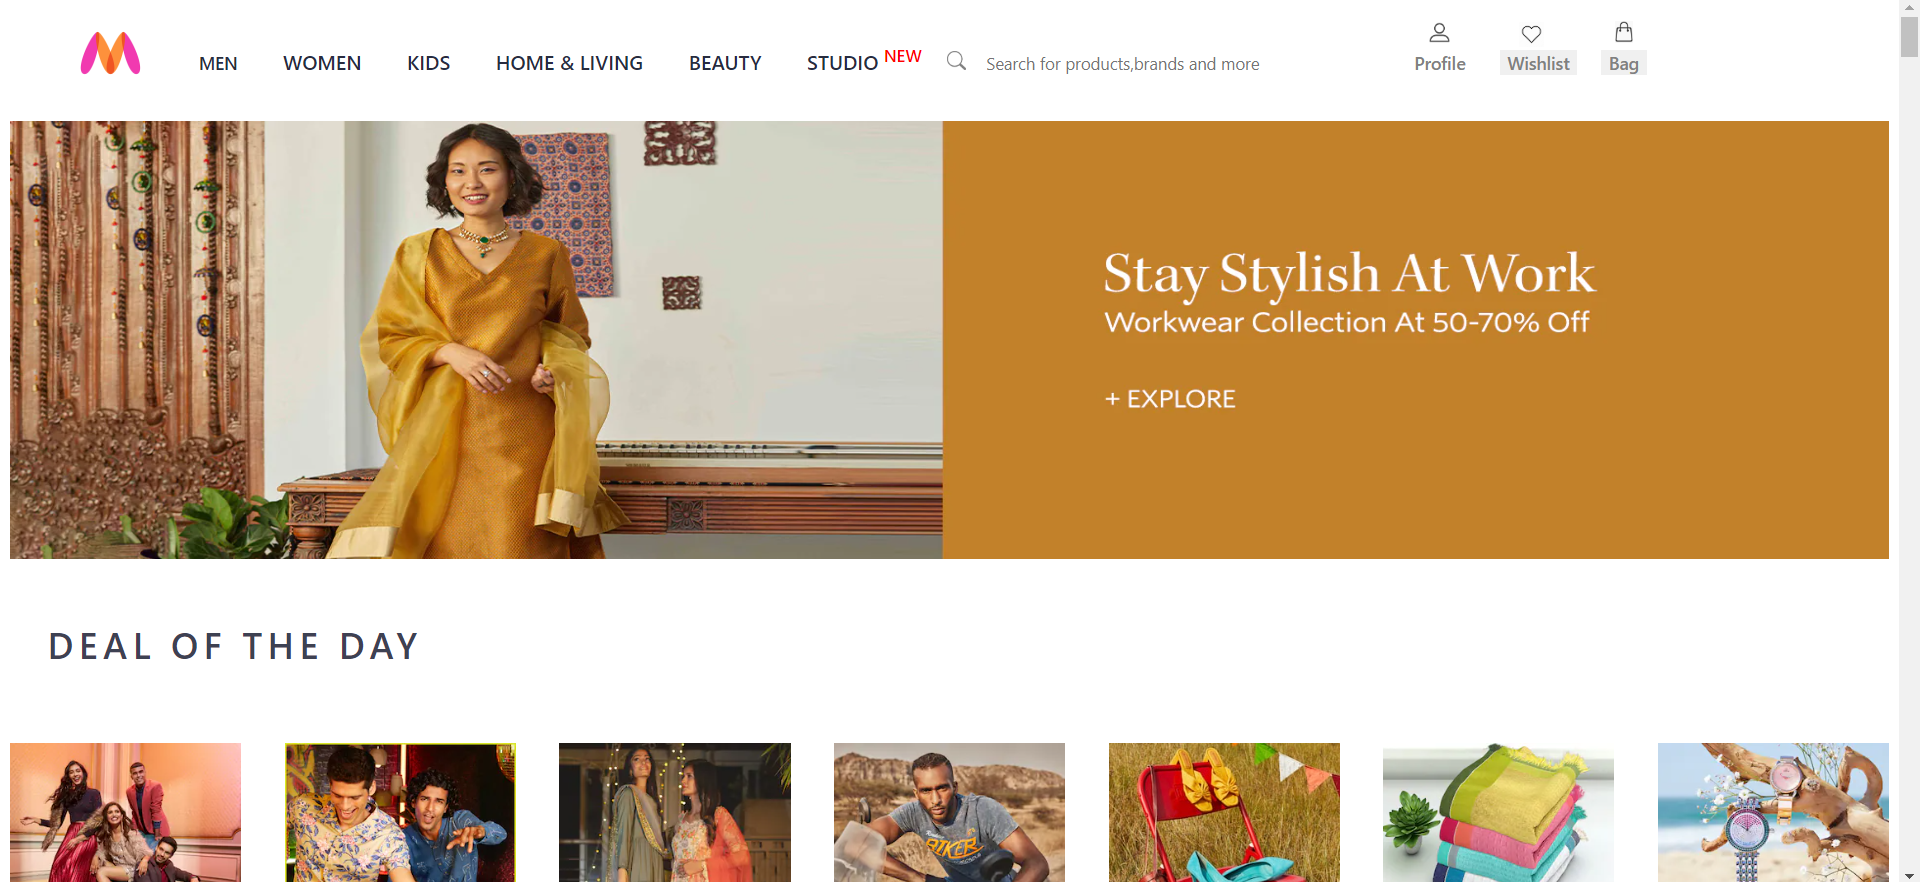 MEN
WOMEN
KIDS
HOME & LIVING
BEAUTY
STUDIO NEW
Search for products,brands and more
Profile
Wishlist
Bag
Stay Stylish At Work
Workwear Collection At 50-70% Off
+ EXPLORE
DEAL OF THE DAY
BIKER